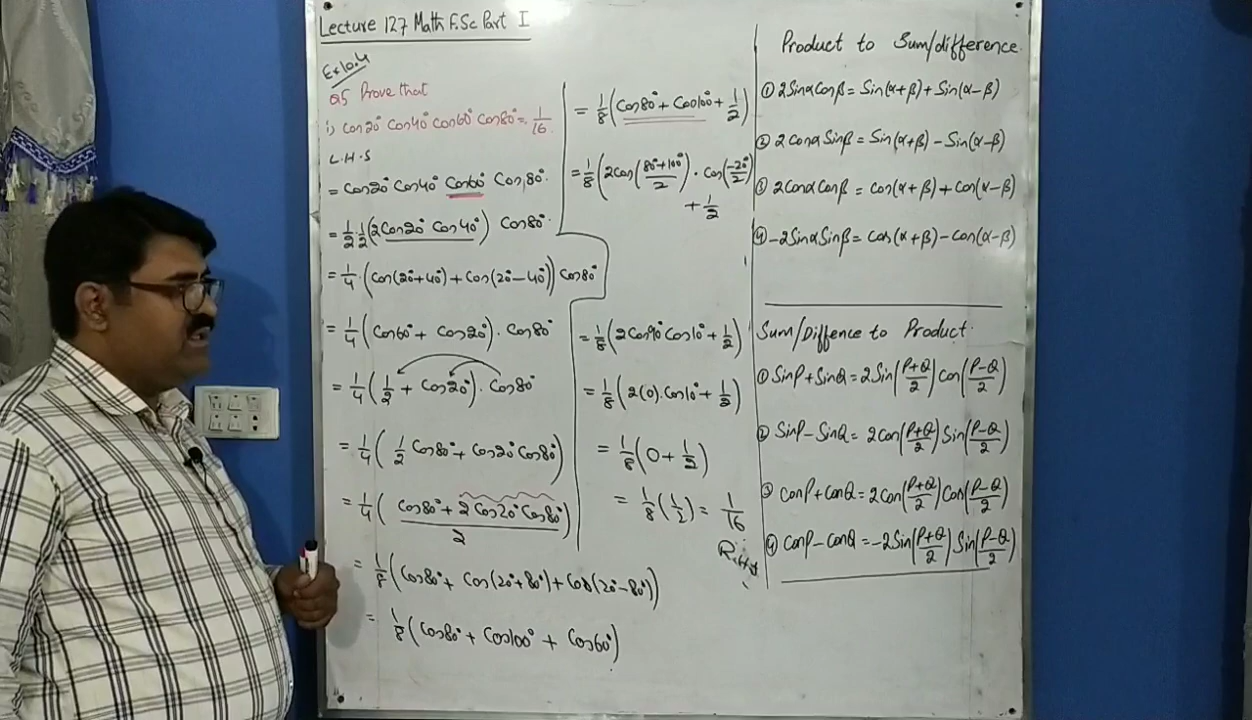 Lecture 127 Math F.Sc Part I
Ex 10.4
Q5 Prove that
i) Cos20° Cos40° Cos60° Cos80° = 1/16
L.H.S
= Cos20° Cos40° Cos60° Cos80°.
= 1/2 · 1/2 (2Cos20° Cos40°) Cos80°
= 1/4 · (Cos(20°+40°) + Cos(20°-40°)) Cos80°
= 1/4 (Cos60° + Cos20°) · Cos80°
= 1/4 (1/2 + Cos20°) · Cos80°
= 1/4 (1/2 Cos80° + Cos20° Cos80°)
= 1/4 ((Cos80° + 2Cos20° Cos80°)/2)
= 1/8 (Cos80° + Cos(20°+80°) + Cos(20°-80°))
= 1/8 (Cos80° + Cos100° + Cos60°)
= 1/8 (Cos80° + Cos100° + 1/2)
= 1/8 (2Cos((80°+100°)/2) · Cos(-20°/2)
+ 1/2
= 1/8 (2Cos90° Cos10° + 1/2)
= 1/8 (2(0).Cos10° + 1/2)
= 1/8 (0 + 1/2)
= 1/8 (1/2) = 1/16
R.H.S
Product to Sum/difference
① 2Sinα Cosβ = Sin(α+β) + Sin(α-β)
② 2Cosα Sinβ = Sin(α+β) - Sin(α-β)
③ 2Cosα Cosβ = Cos(α+β) + Cos(α-β)
④ -2Sinα Sinβ = Cos(α+β) - Cos(α-β)
Sum/Diffence to Product.
① SinP + SinQ = 2Sin((P+Q)/2) Cos((P-Q)/2)
② SinP - SinQ = 2Cos((P+Q)/2) Sin((P-Q)/2)
③ CosP + CosQ = 2Cos((P+Q)/2) Cos((P-Q)/2)
④ CosP - CosQ = -2Sin((P+Q)/2) Sin((P-Q)/2)